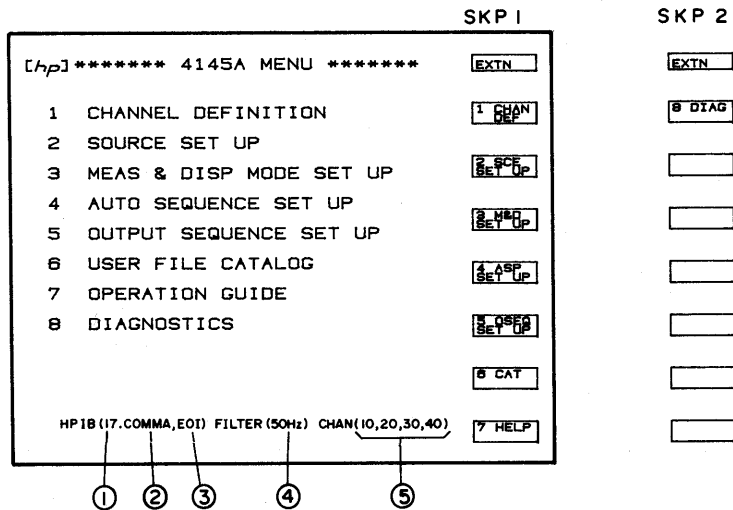 SKP 1 SKP 2
[hp] ******* 4145A MENU *******
1 CHANNEL DEFINITION
2 SOURCE SET UP
3 MEAS & DISP MODE SET UP
4 AUTO SEQUENCE SET UP
5 OUTPUT SEQUENCE SET UP
6 USER FILE CATALOG
7 OPERATION GUIDE
8 DIAGNOSTICS
HPIB(17.COMMA,EOI) FILTER(50Hz) CHAN(10,20,30,40)
① ② ③ ④ ⑤
EXTN
1 CHAN
DEF
2 SCE
SET UP
3 M&D
SET UP
4 ASP
SET UP
5 OSEQ
SET UP
6 CAT
7 HELP
EXTN
8 DIAG